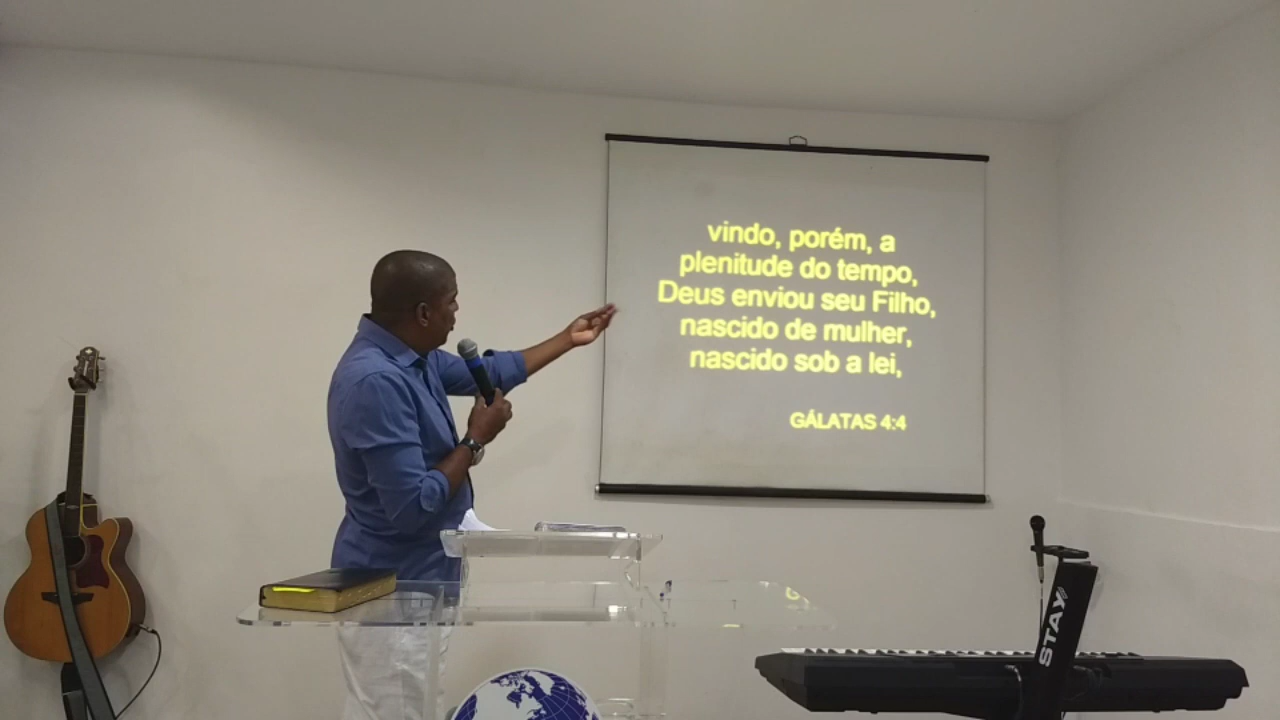 vindo, porém, a
plenitude do tempo,
Deus enviou seu Filho,
nascido de mulher,
nascido sob a lei,
GÁLATAS 4:4
STAY